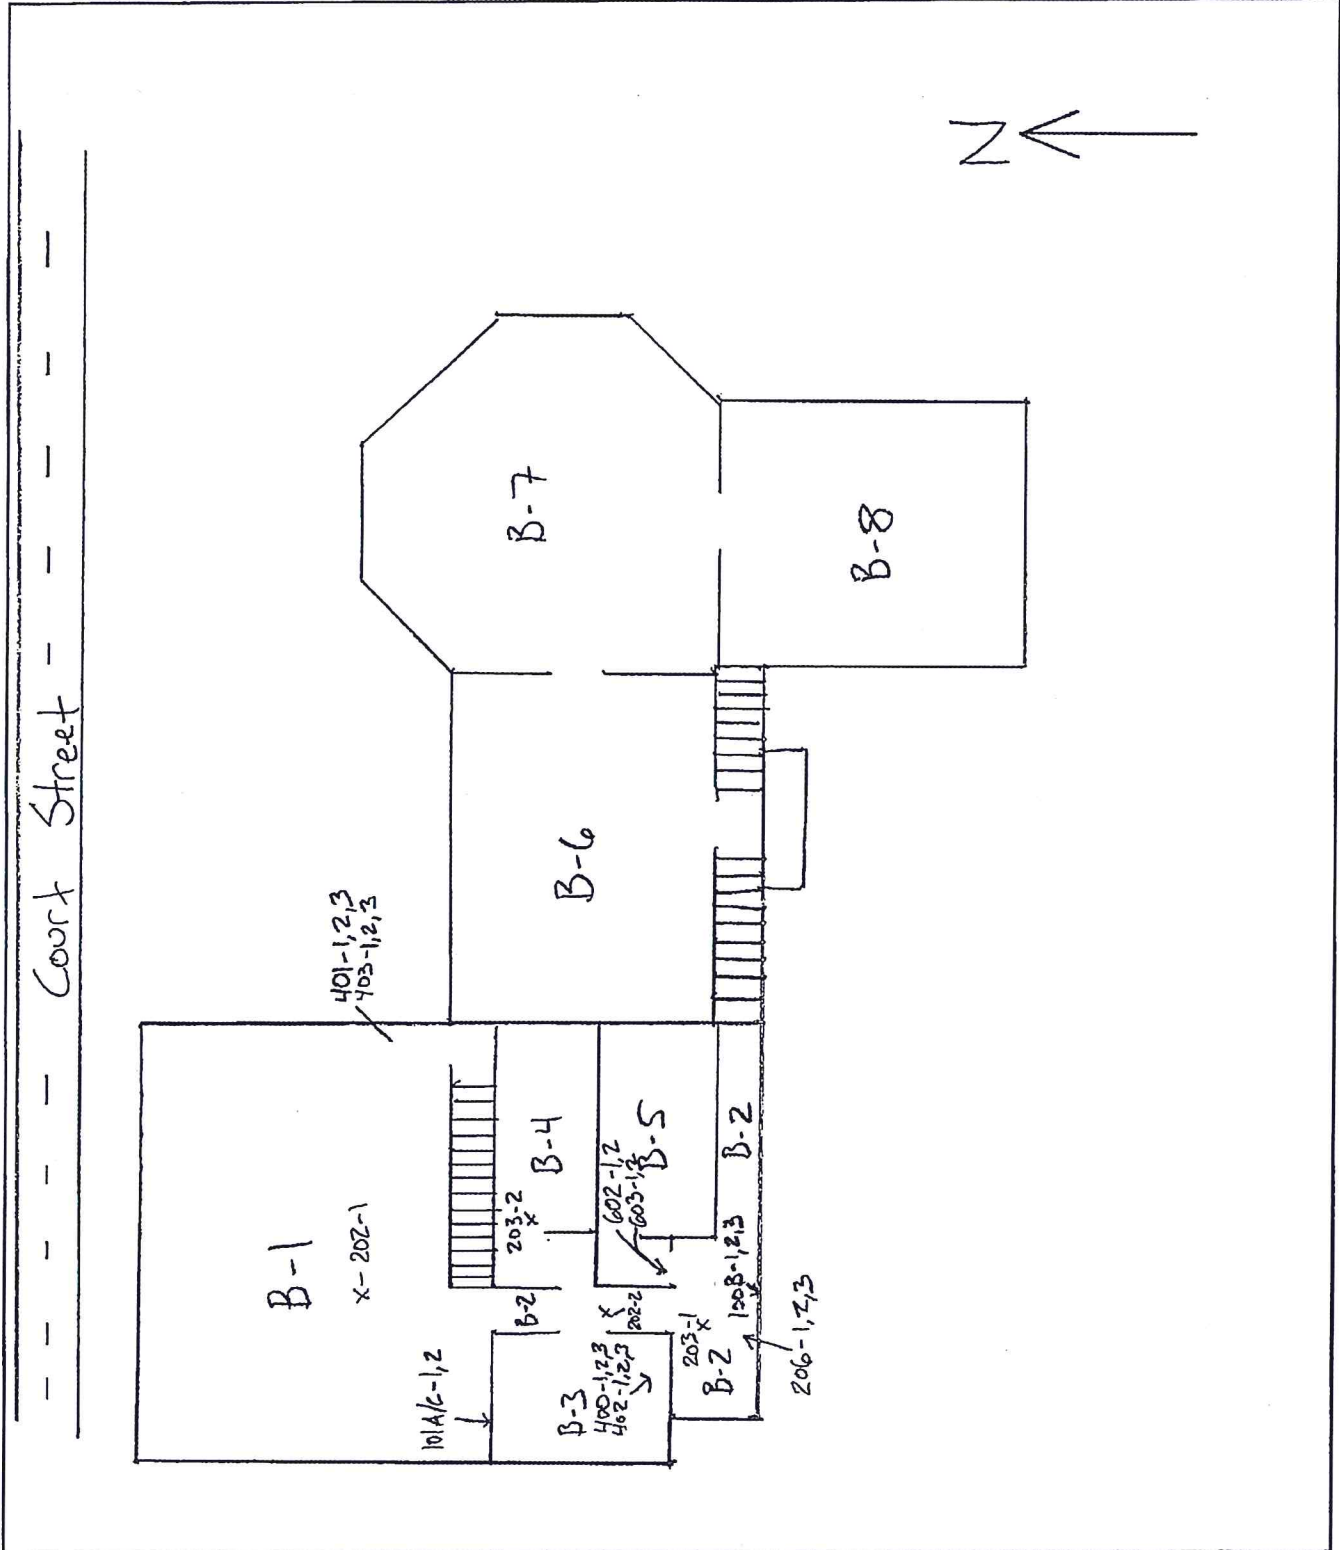 Court Street
N
401-1,2,3
403-1,2,3
B-1
x-202-1
B-7
B-6
B-8
101A/C-1,2
B-2
203-2
x
B-4
B-3
400-1,2,3
402-1,2,3
x
202-2
602-1,2
603-1,2
B-5
203-1
x
B-2
100B-1,2,3
B-2
206-1,2,3